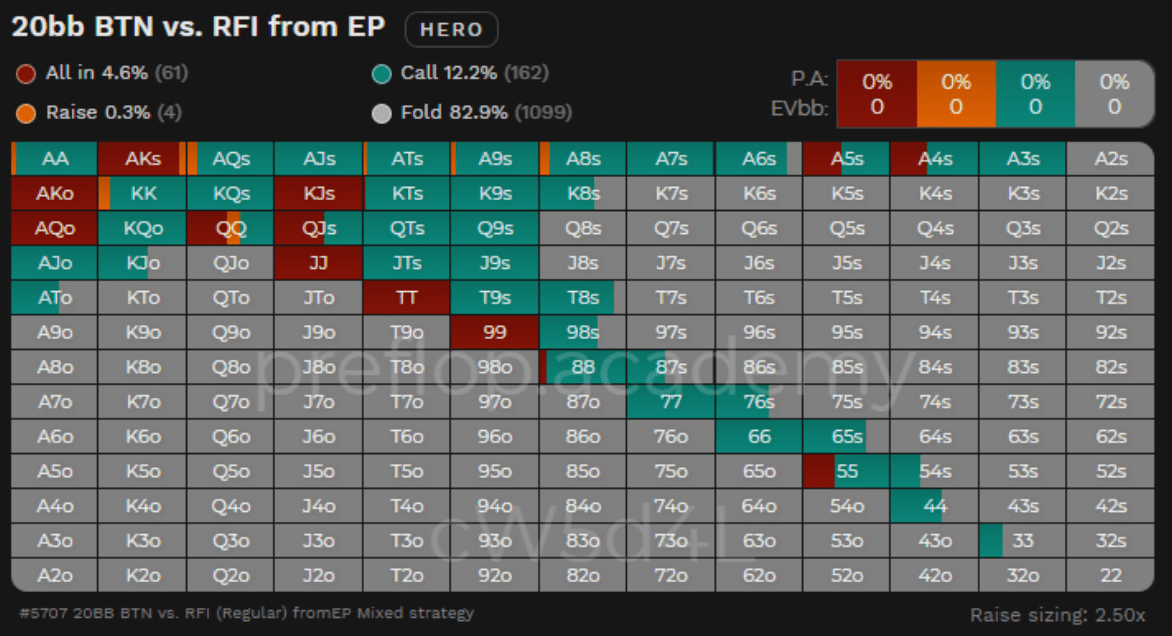 20bb BTN vs. RFI from EP HERO
All in 4.6% (61) Call 12.2% (162) P.A: 0% 0% 0% 0%
Raise 0.3% (4) Fold 82.9% (1099) EVbb: 0 0 0 0
AA AKs AQs AJs ATs A9s A8s A7s A6s A5s A4s A3s A2s
AKo KK KQs KJs KTs K9s K8s K7s K6s K5s K4s K3s K2s
AQo KQo QQ QJs QTs Q9s Q8s Q7s Q6s Q5s Q4s Q3s Q2s
AJo KJo QJo JJ JTs J9s J8s J7s J6s J5s J4s J3s J2s
ATo KTo QTo JTo TT T9s T8s T7s T6s T5s T4s T3s T2s
A9o K9o Q9o J9o T9o 99 98s 97s 96s 95s 94s 93s 92s
preflop.academy
A8o K8o Q8o J8o T8o 98o 88 87s 86s 85s 84s 83s 82s
A7o K7o Q7o J7o T7o 97o 87o 77 76s 75s 74s 73s 72s
A6o K6o Q6o J6o T6o 96o 86o 76o 66 65s 64s 63s 62s
A5o K5o Q5o J5o T5o 95o 85o 75o 65o 55 54s 53s 52s
A4o K4o Q4o J4o T4o 94o 84o 74o 64o 54o 44 43s 42s
cW5d4L
A3o K3o Q3o J3o T3o 93o 83o 73o 63o 53o 43o 33 32s
A2o K2o Q2o J2o T2o 92o 82o 72o 62o 52o 42o 32o 22
#5707 20BB BTN vs. RFI (Regular) fromEP Mixed strategy Raise sizing: 2.50x